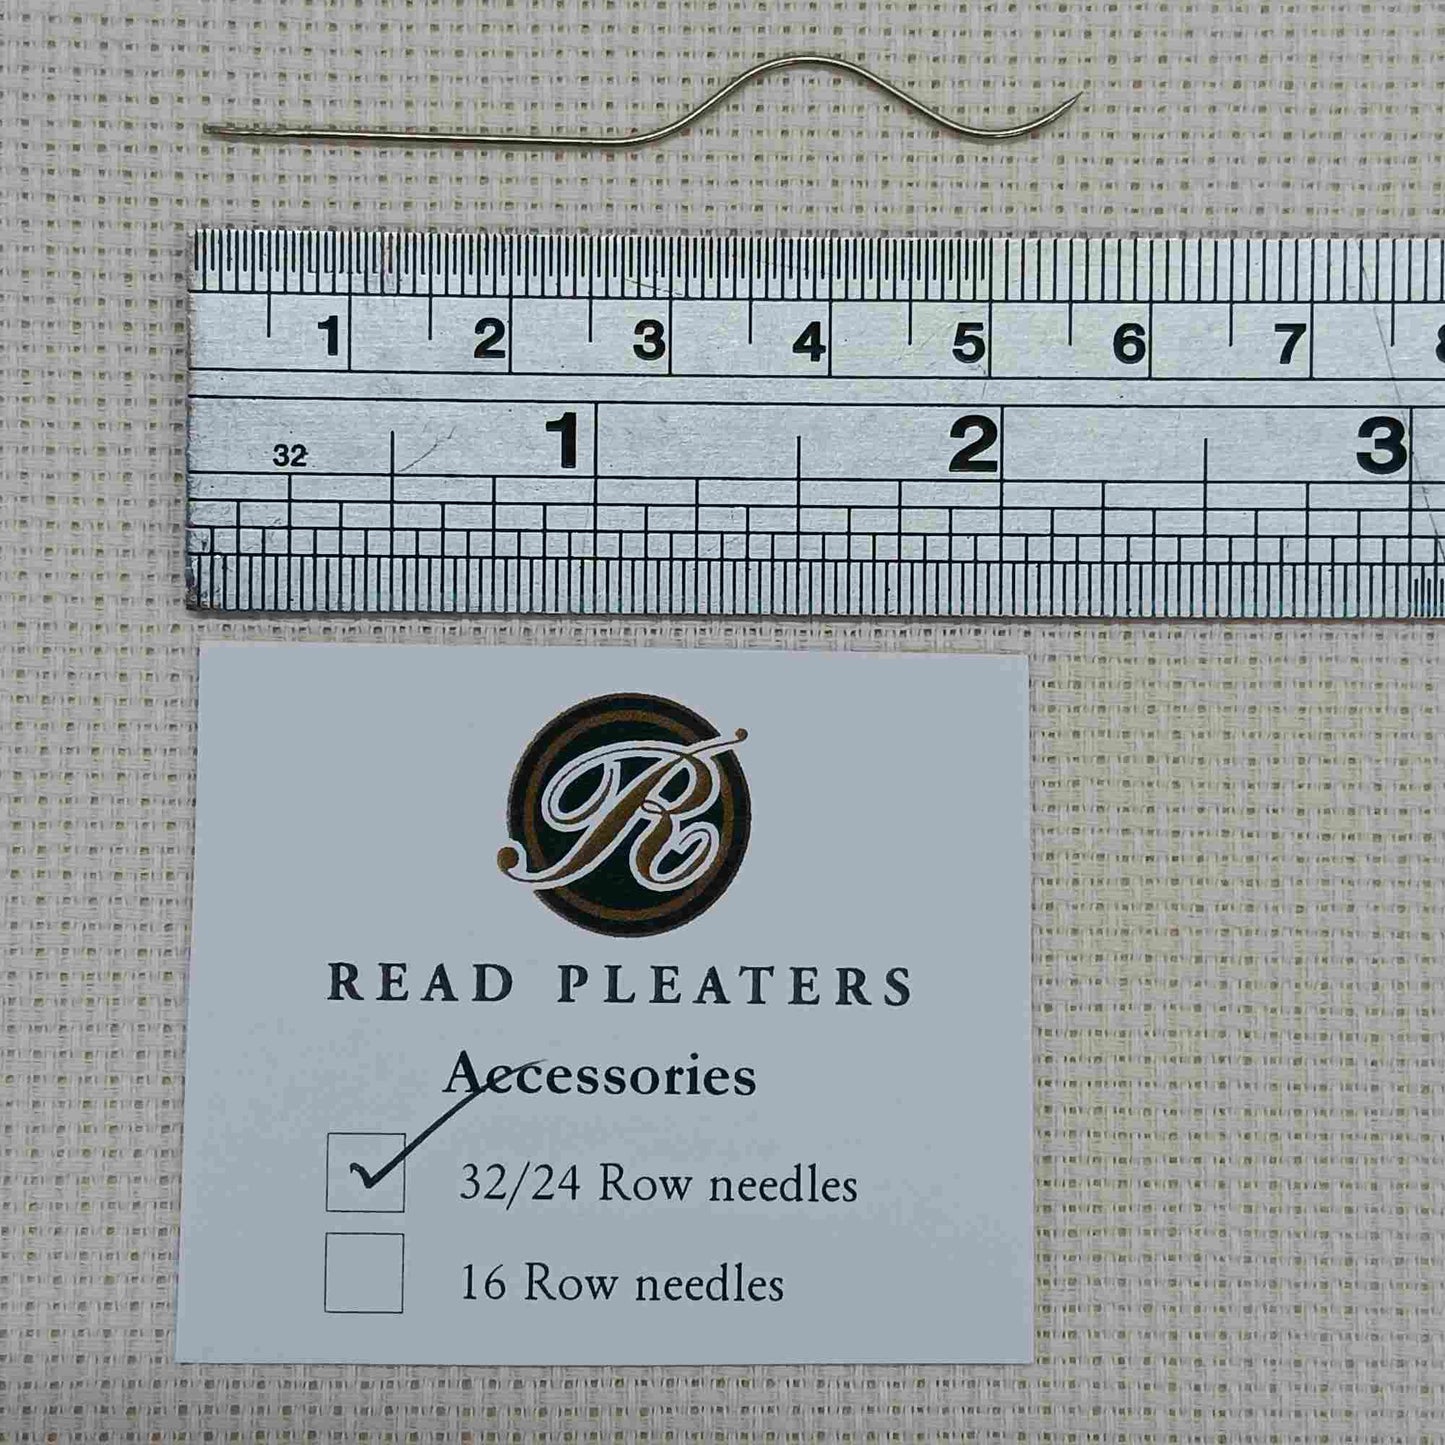 1 2 3 4 5 6 7
1 2 3
32
R
READ PLEATERS
Accessories
32/24 Row needles
16 Row needles